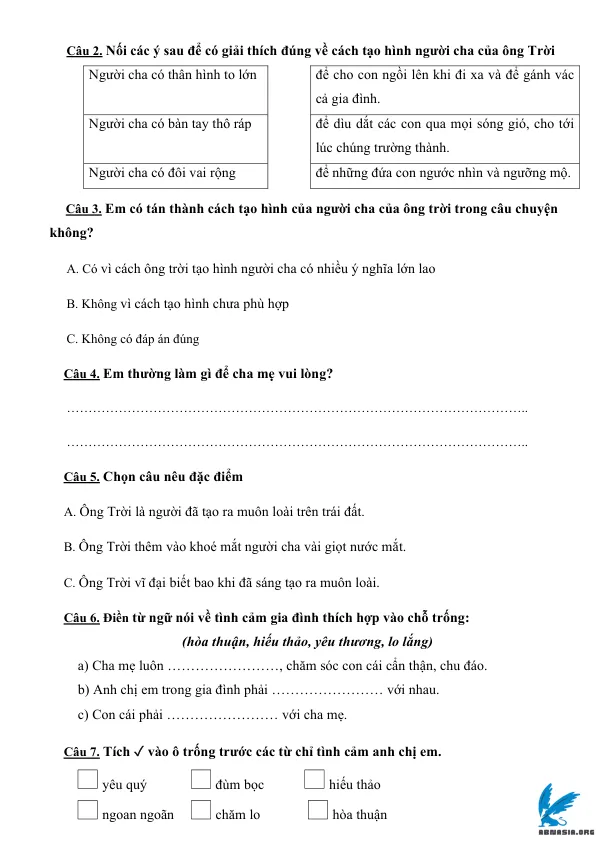 Câu 2. Nối các ý sau để có giải thích đúng về cách tạo hình người cha của ông Trời
Người cha có thân hình to lớn
để cho con ngồi lên khi đi xa và để gánh vác
cả gia đình.
Người cha có bàn tay thô ráp
để dìu dắt các con qua mọi sóng gió, cho tới
lúc chúng trường thành.
Người cha có đôi vai rộng
để những đứa con ngước nhìn và ngưỡng mộ.
Câu 3. Em có tán thành cách tạo hình của người cha của ông trời trong câu chuyện
không?
A. Có vì cách ông trời tạo hình người cha có nhiều ý nghĩa lớn lao
B. Không vì cách tạo hình chưa phù hợp
C. Không có đáp án đúng
Câu 4. Em thường làm gì để cha mẹ vui lòng?
……………………………………………………………………………………………..
……………………………………………………………………………………………..
Câu 5. Chọn câu nêu đặc điểm
A. Ông Trời là người đã tạo ra muôn loài trên trái đất.
B. Ông Trời thêm vào khoé mắt người cha vài giọt nước mắt.
C. Ông Trời vĩ đại biết bao khi đã sáng tạo ra muôn loài.
Câu 6. Điền từ ngữ nói về tình cảm gia đình thích hợp vào chỗ trống:
(hòa thuận, hiếu thảo, yêu thương, lo lắng)
a) Cha mẹ luôn ……………………, chăm sóc con cái cẩn thận, chu đáo.
b) Anh chị em trong gia đình phải …………………… với nhau.
c) Con cái phải …………………… với cha mẹ.
Câu 7. Tích ✓ vào ô trống trước các từ chỉ tình cảm anh chị em.
yêu quý đùm bọc hiếu thảo
ngoan ngoãn chăm lo hòa thuận
ABNASIA.ORG